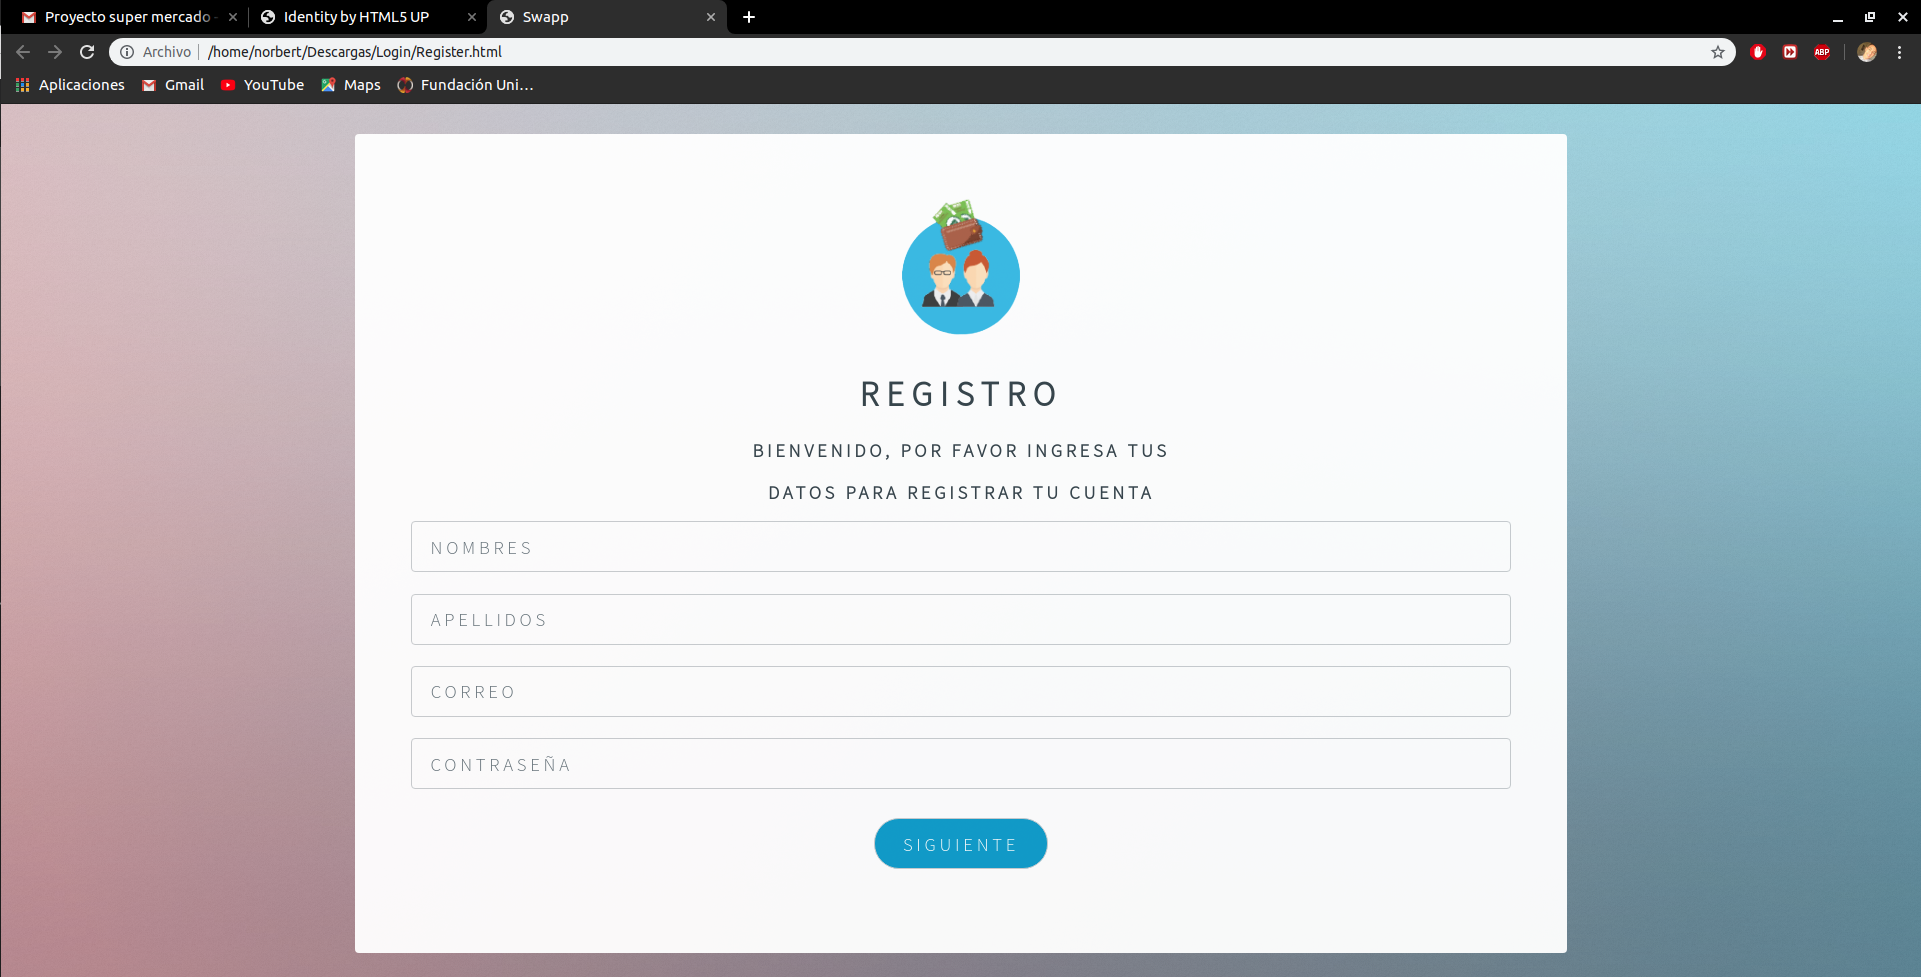 Proyecto super mercado -
Identity by HTML5 UP
Swapp
Archivo
/home/norbert/Descargas/Login/Register.html
ABP
Aplicaciones
Gmail
YouTube
Maps
Fundación Uni...
REGISTRO
BIENVENIDO, POR FAVOR INGRESA TUS
DATOS PARA REGISTRAR TU CUENTA
NOMBRES
APELLIDOS
CORREO
CONTRASEÑA
SIGUIENTE